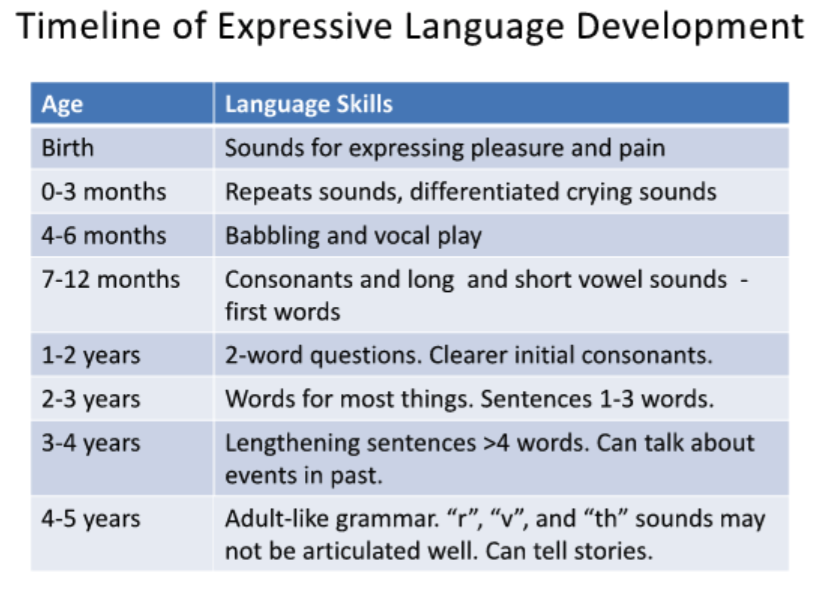 Timeline of Expressive Language Development
Age Language Skills
Birth Sounds for expressing pleasure and pain
0-3 months Repeats sounds, differentiated crying sounds
4-6 months Babbling and vocal play
7-12 months Consonants and long  and short vowel sounds  -
first words
1-2 years 2-word questions. Clearer initial consonants.
2-3 years Words for most things. Sentences 1-3 words.
3-4 years Lengthening sentences >4 words. Can talk about
events in past.
4-5 years Adult-like grammar. “r”, “v”, and “th” sounds may
not be articulated well. Can tell stories.